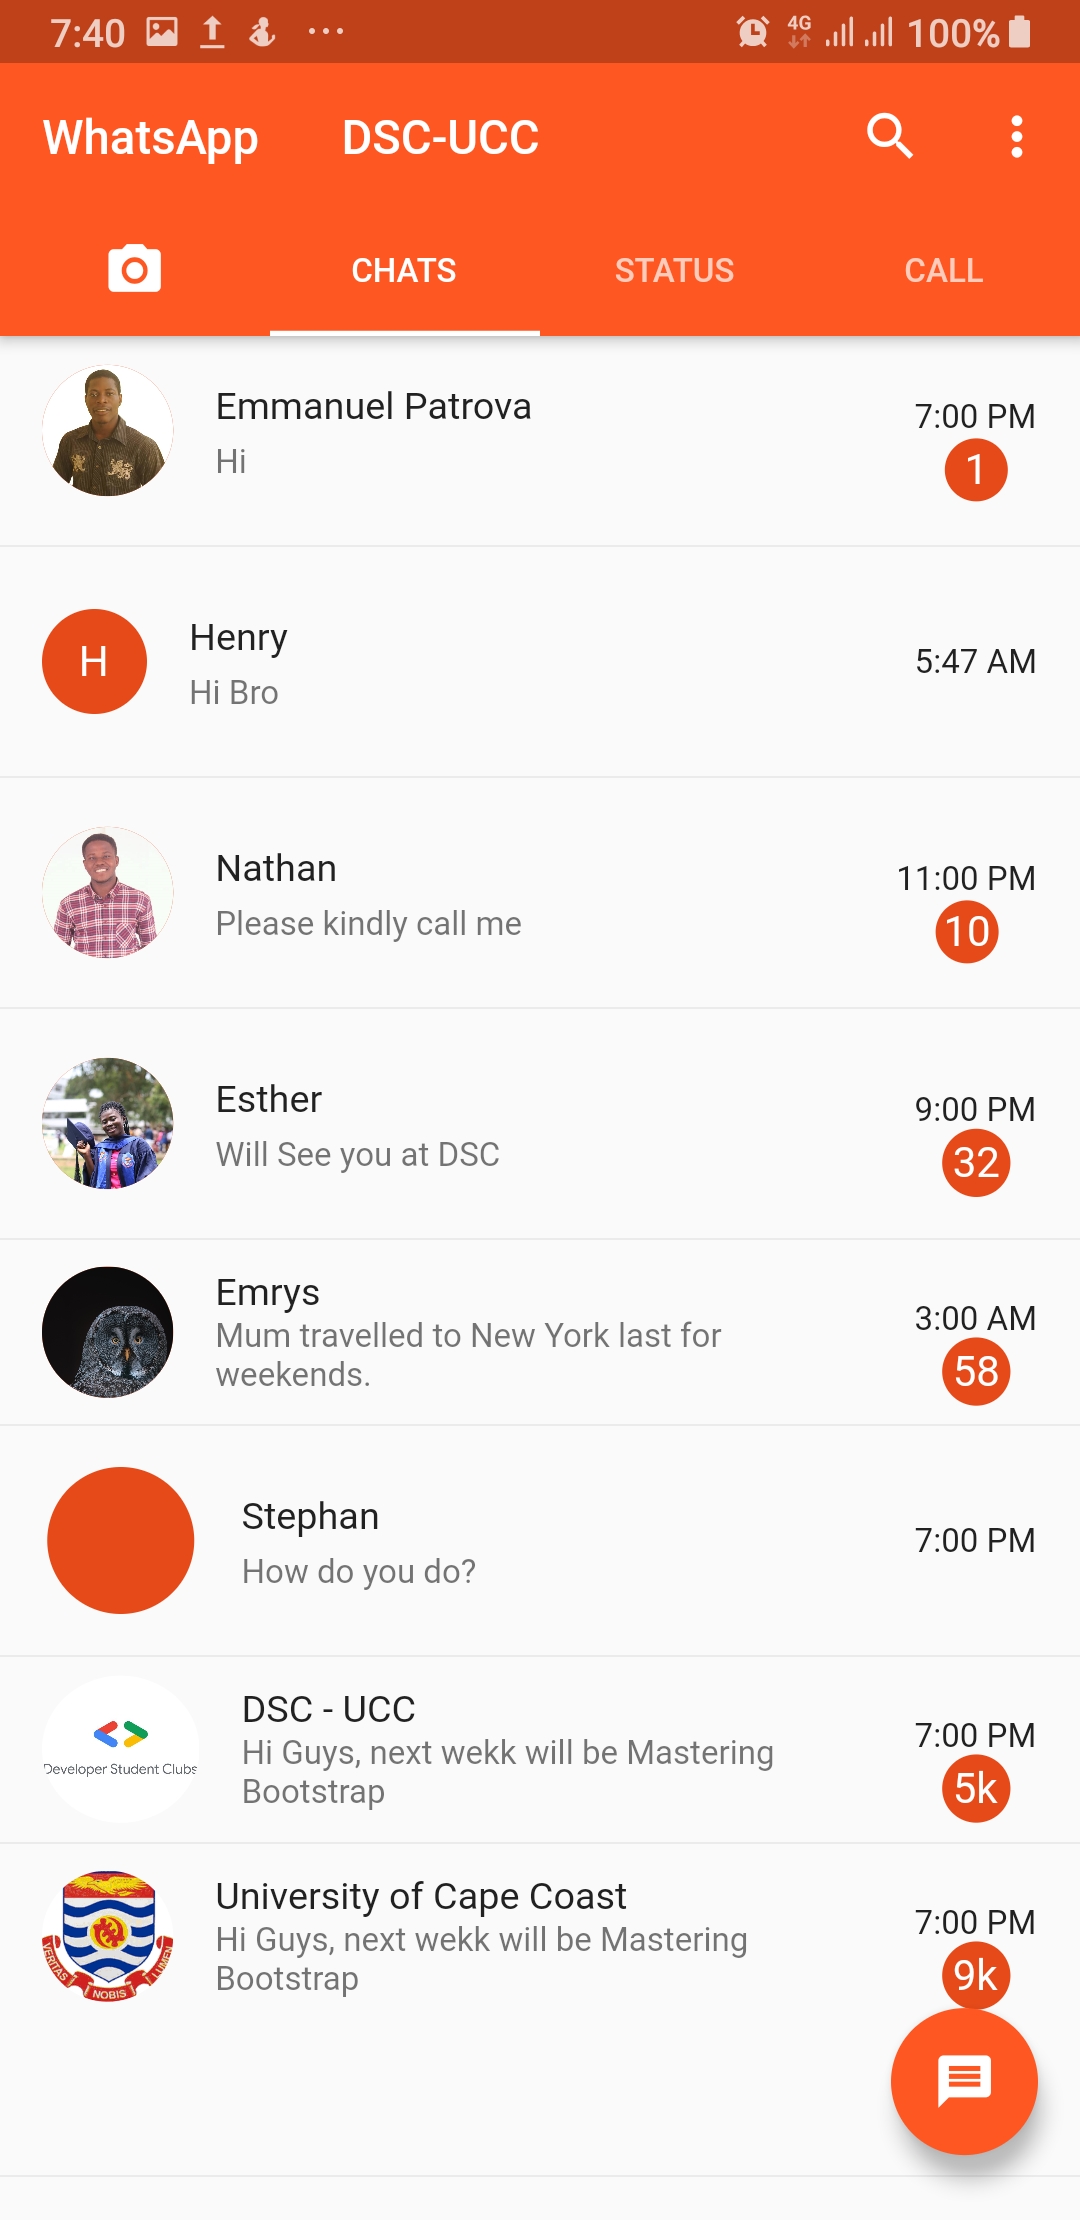 7:40 4G 100%
WhatsApp DSC-UCC
CHATS STATUS CALL
Emmanuel Patrova 7:00 PM
Hi 1
H Henry 5:47 AM
Hi Bro
Nathan 11:00 PM
Please kindly call me 10
Esther 9:00 PM
Will See you at DSC 32
Emrys 3:00 AM
Mum travelled to New York last for
weekends. 58
Stephan 7:00 PM
How do you do?
DSC - UCC 7:00 PM
Hi Guys, next wekk will be Mastering
Developer Student Clubs Bootstrap 5k
University of Cape Coast 7:00 PM
Hi Guys, next wekk will be Mastering
Bootstrap 9k
VERITAS NOBIS LUMEN